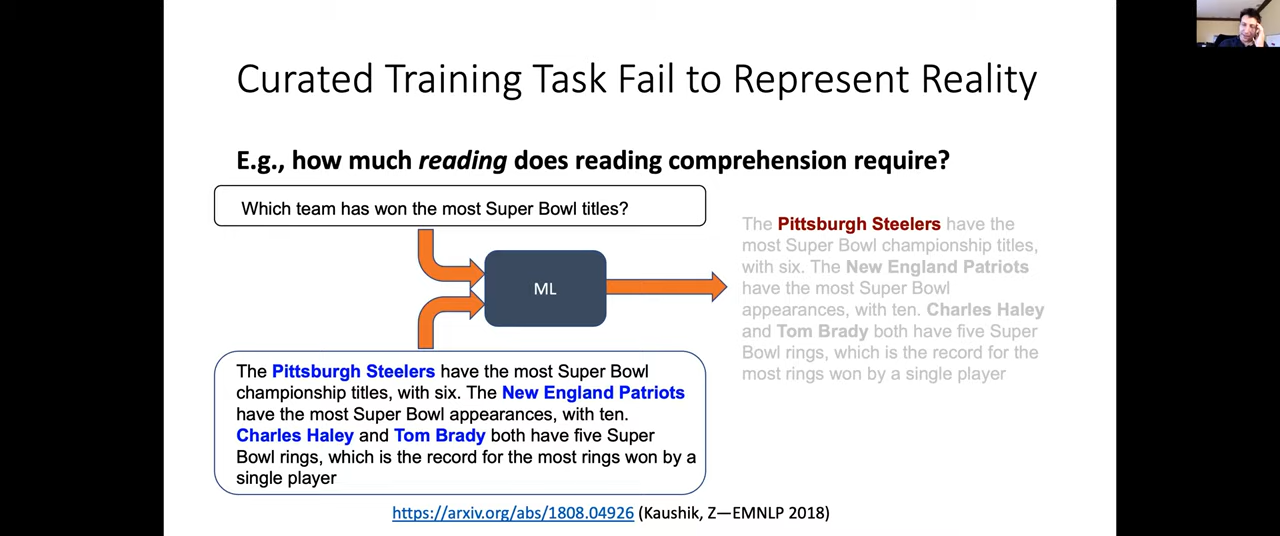 Curated Training Task Fail to Represent Reality
E.g., how much reading does reading comprehension require?
Which team has won the most Super Bowl titles?
ML
The Pittsburgh Steelers have the most Super Bowl
championship titles, with six. The New England Patriots
have the most Super Bowl appearances, with ten.
Charles Haley and Tom Brady both have five Super
Bowl rings, which is the record for the most rings won by a
single player
The Pittsburgh Steelers have the
most Super Bowl championship titles,
with six. The New England Patriots
have the most Super Bowl
appearances, with ten. Charles Haley
and Tom Brady both have five Super
Bowl rings, which is the record for the
most rings won by a single player
https://arxiv.org/abs/1808.04926 (Kaushik, Z—EMNLP 2018)